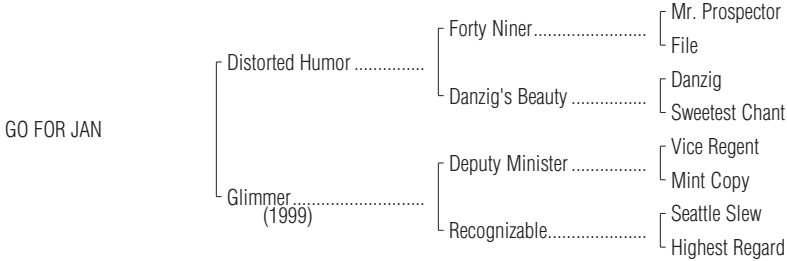 Mr. Prospector
Forty Niner.......................
File
Distorted Humor ..............
Danzig
Danzig's Beauty ...............
Sweetest Chant
GO FOR JAN
Vice Regent
Deputy Minister ...............
Mint Copy
Glimmer..........................
(1999)
Seattle Slew
Recognizable....................
Highest Regard